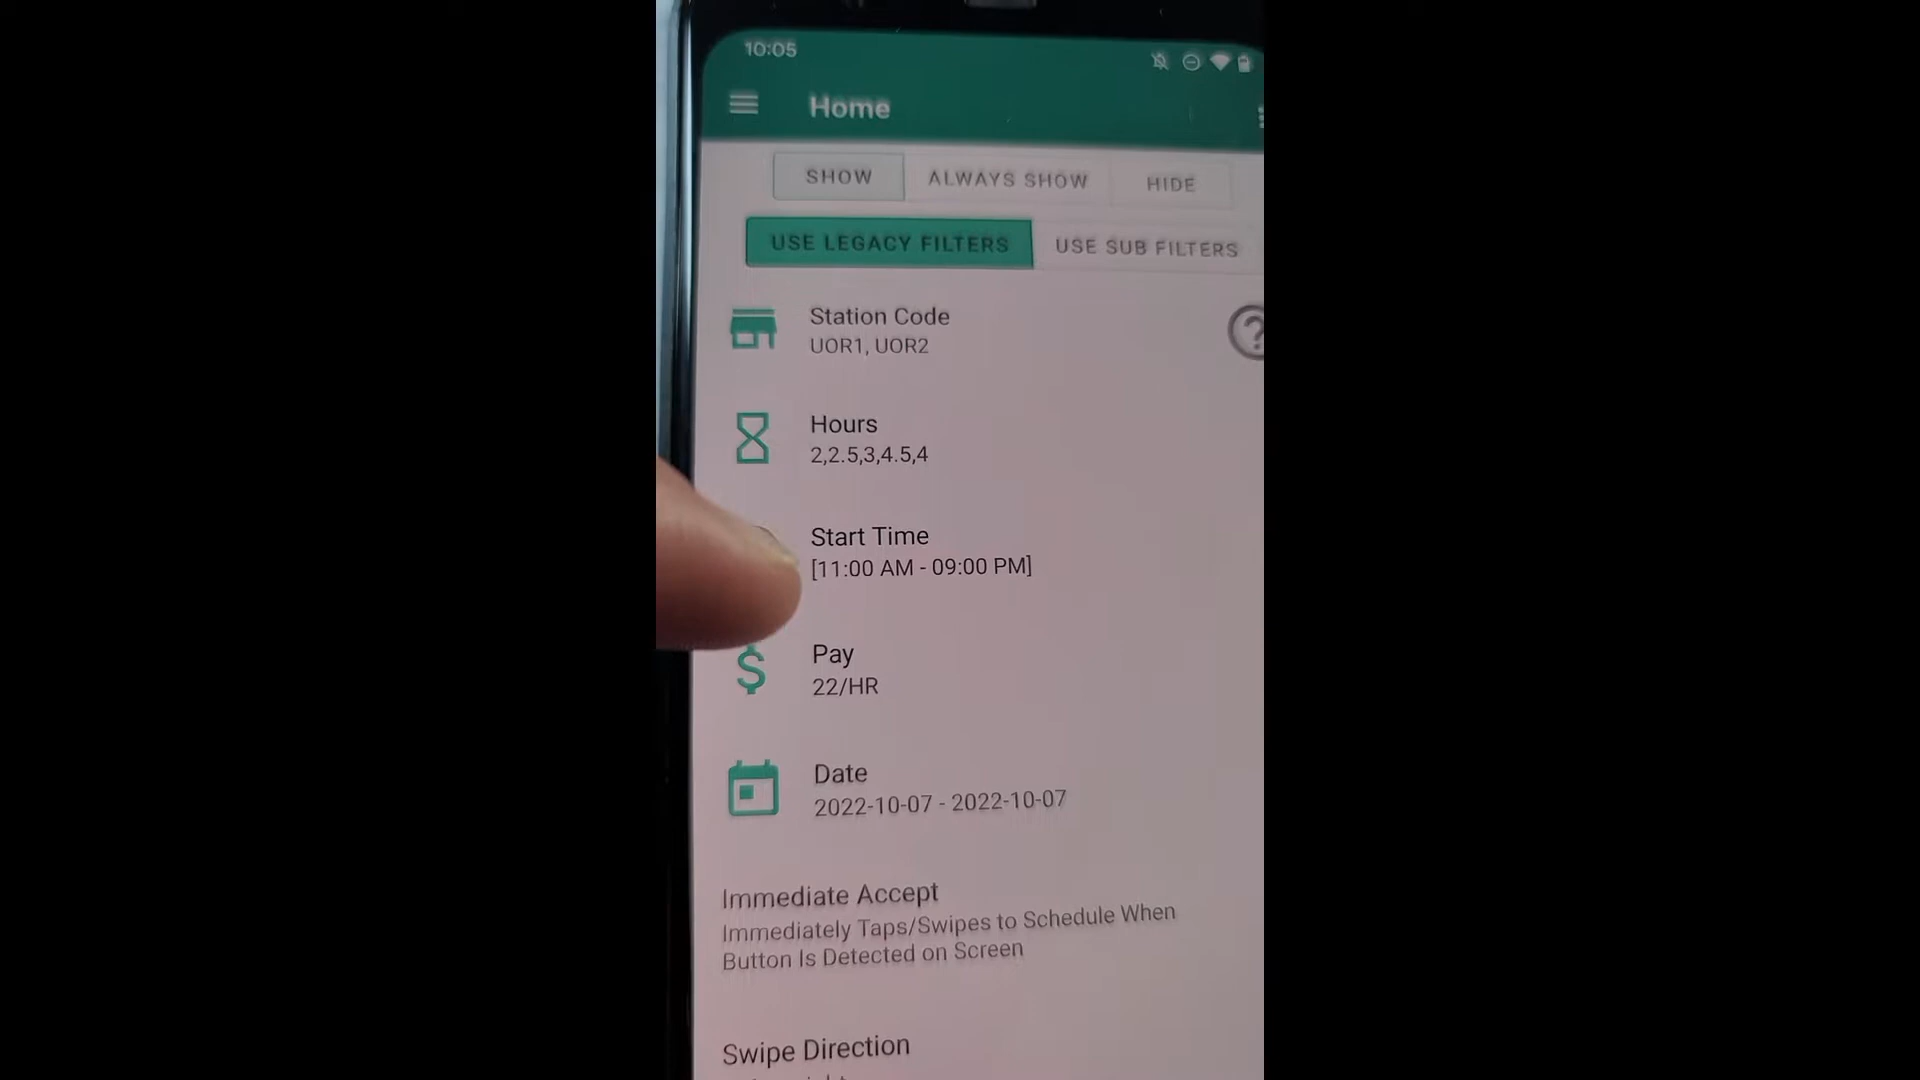 10:05
Home
SHOW ALWAYS SHOW HIDE
USE LEGACY FILTERS USE SUB FILTERS
Station Code
UOR1, UOR2
Hours
2,2.5,3,4.5,4
Start Time
[11:00 AM - 09:00 PM]
Pay
22/HR
Date
2022-10-07 - 2022-10-07
Immediate Accept
Immediately Taps/Swipes to Schedule When
Button Is Detected on Screen
Swipe Direction